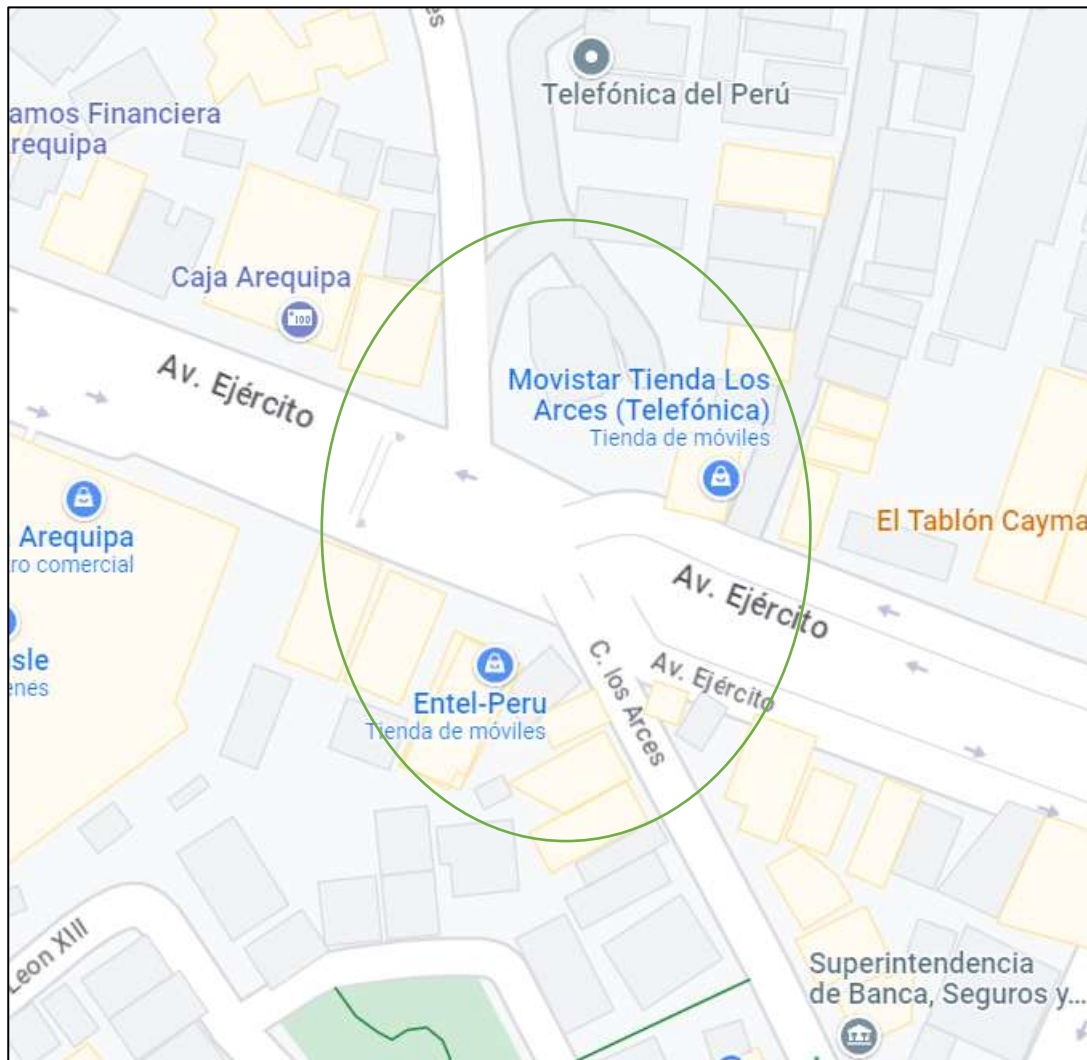 es
Telefónica del Perú
amos Financiera
requipa
Caja Arequipa
Av. Ejército
Movistar Tienda Los
Arces (Telefónica)
Tienda de móviles
Arequipa
ro comercial
El Tablón Cayma
Av. Ejército
sle
enes
Entel-Peru
Tienda de móviles
C. los Arces
Av. Ejército
Leon XIII
Superintendencia
de Banca, Seguros y...